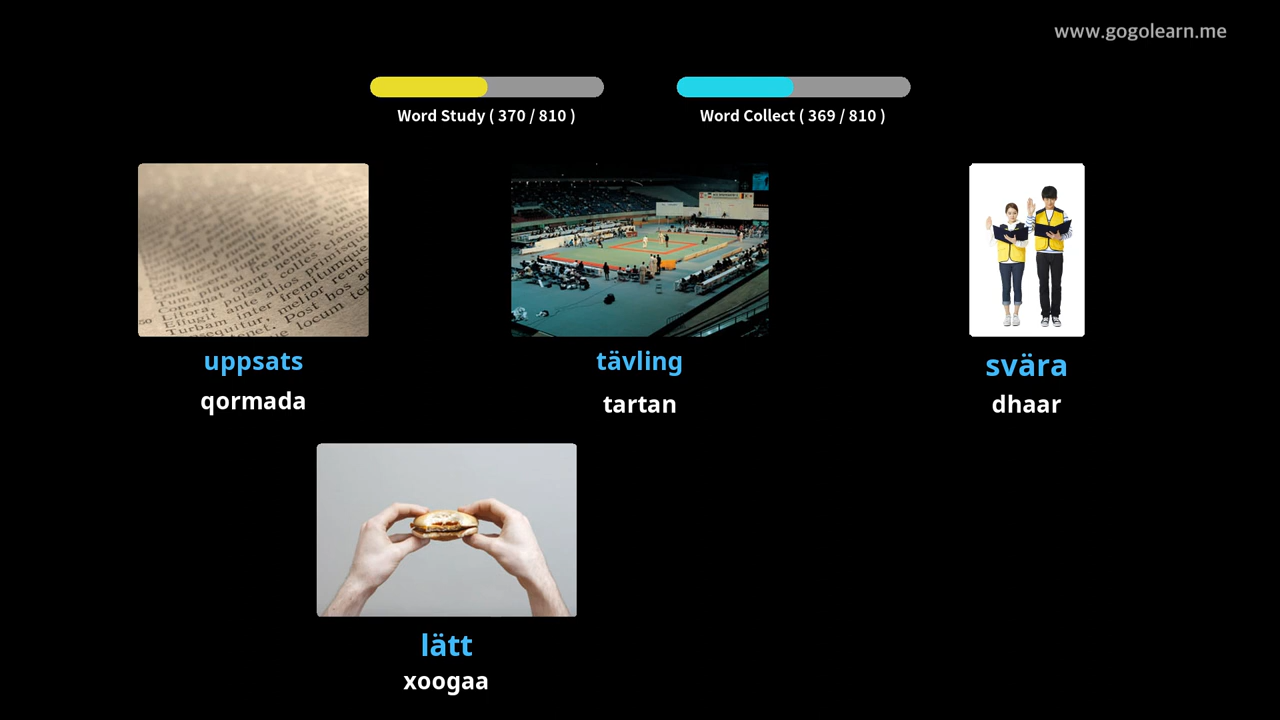 www.gogolearn.me
Word Study ( 370 / 810 )
Word Collect ( 369 / 810 )
uppsats
qormada
tävling
tartan
svära
dhaar
lätt
xoogaa